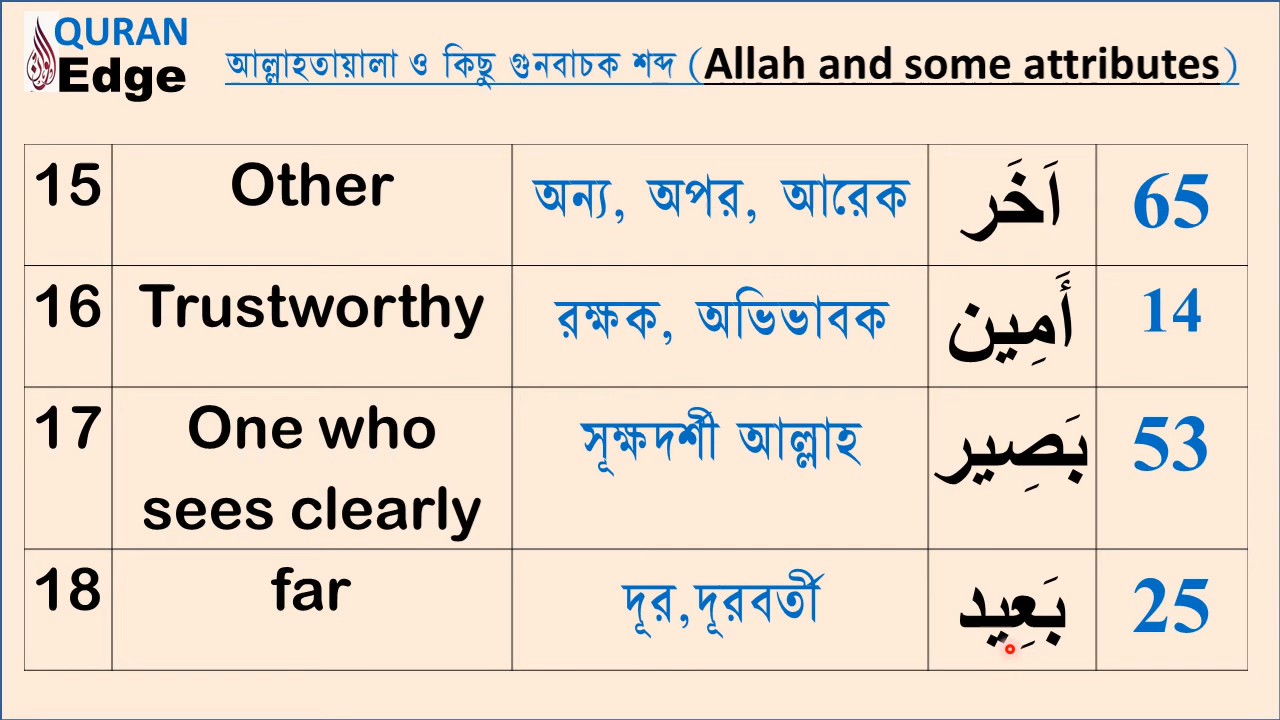 QURAN
Edge
আল্লাহতায়ালা ও কিছু গুনবাচক শব্দ (Allah and some attributes)
15 Other অন্য, অপর, আরেক اَخَر 65
16 Trustworthy রক্ষক, অভিভাবক أَمِين 14
17 One who sees clearly সূক্ষদর্শী আল্লাহ بَصِير 53
18 far দূর,দূরবর্তী بَعِيد 25